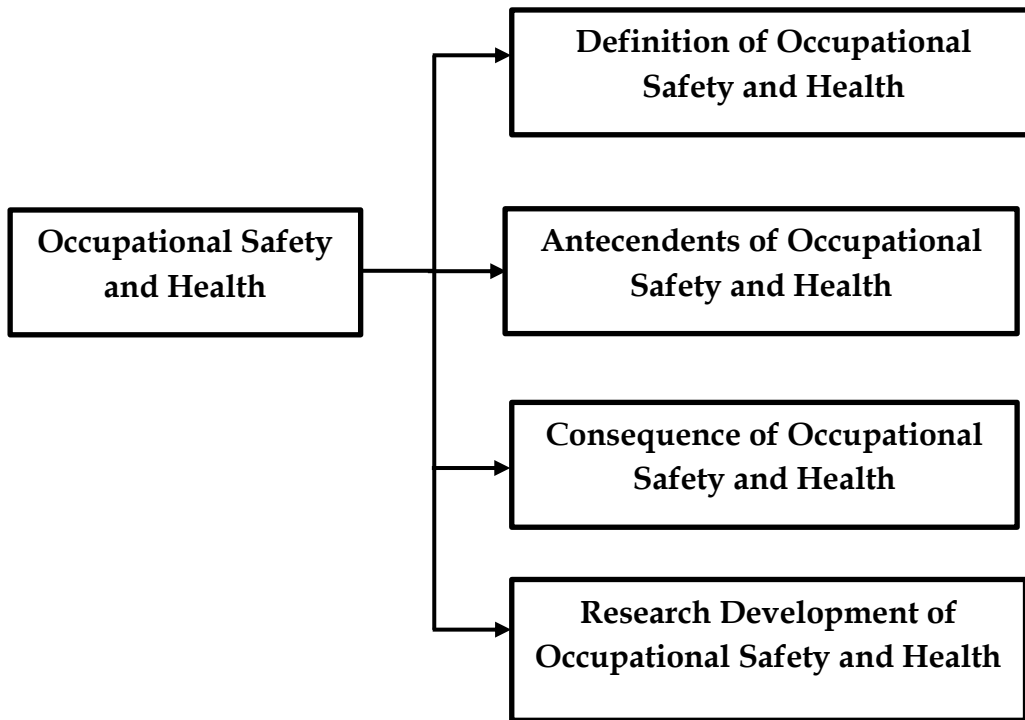 Occupational Safety
and Health
Definition of Occupational
Safety and Health
Antecendents of Occupational
Safety and Health
Consequence of Occupational
Safety and Health
Research Development of
Occupational Safety and Health